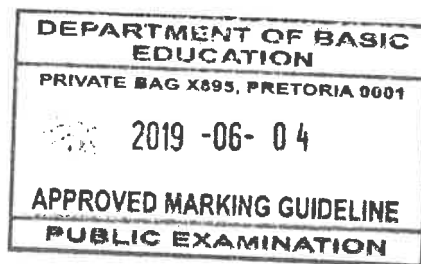 DEPARTMENT OF BASIC
EDUCATION
PRIVATE BAG X895, PRETORIA 0001
2019 -06- 04
APPROVED MARKING GUIDELINE
PUBLIC EXAMINATION